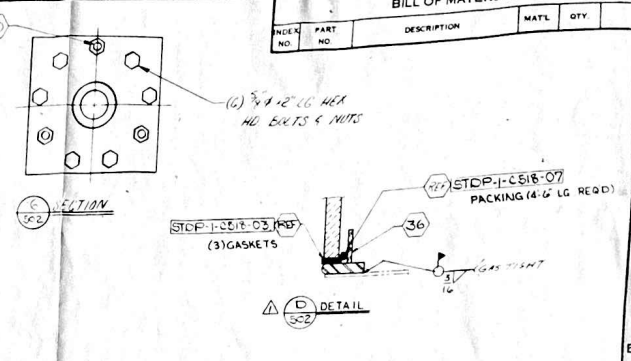 BILL OF MATER
INDEX NO.
PART NO
DESCRIPTION
MAT'L
QTY.
(6) 3/4 φ × 2" LG HEX
HD BOLTS & NUTS
SECTION
502
STDP-1-C518-03
REF
(3) GASKETS
REF
STDP-1-C518-07
PACKING (4'-6" LG REQD)
36
3/16
GAS TIGHT
1
D
502
DETAIL